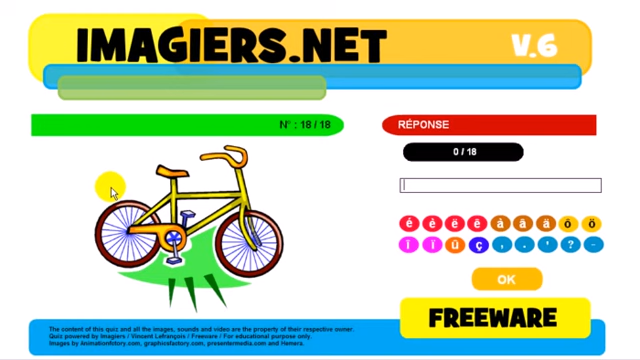 IMAGIERS.NET
V.6
N° : 18 / 18
RÉPONSE
0 / 18
é è ë ê à â ä ô ö
î ï ü ç , . ' ? -
OK
FREEWARE
The content of this quiz and all the images, sounds and video are the property of their respective owner.
Quiz powered by Imagiers / Vincent Lefrançois / Freeware / For educational purpose only.
Images by Animationfctory.com, graphicsfactory.com, presentermedia.com and Hemera.